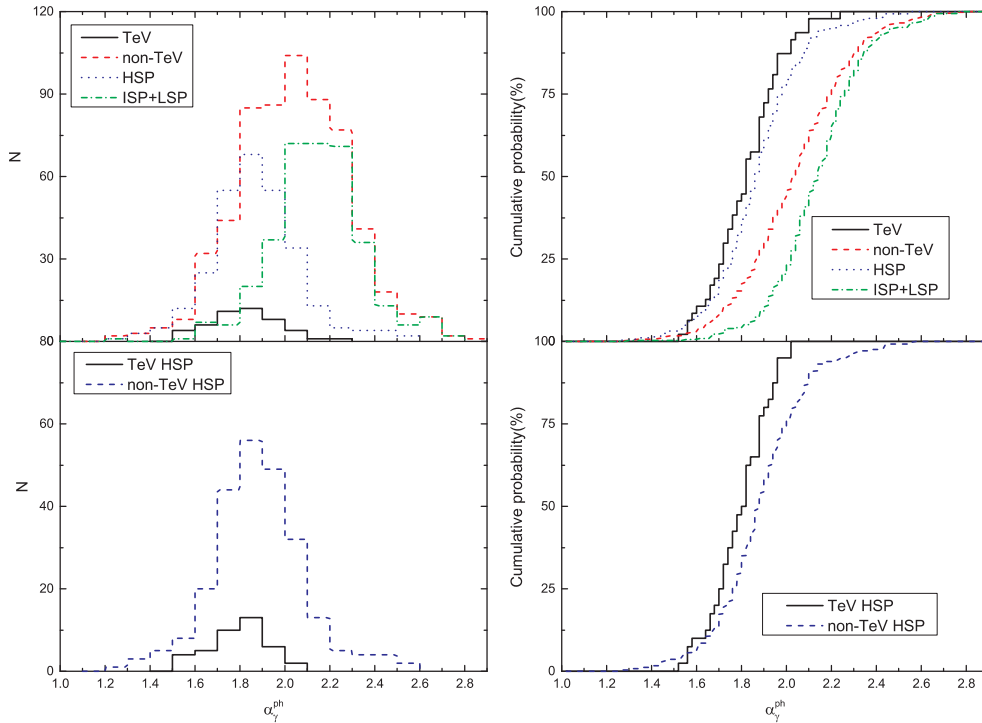 120
90
60
30
80
N
TeV
non-TeV
HSP
ISP+LSP
100
75
50
25
100
Cumulative probability(%)
TeV
non-TeV
HSP
ISP+LSP
60
40
20
0
N
TeV HSP
non-TeV HSP
1.0 1.2 1.4 1.6 1.8 2.0 2.2 2.4 2.6 2.8
α_γ^ph
75
50
25
0
Cumulative probability(%)
TeV HSP
non-TeV HSP
1.0 1.2 1.4 1.6 1.8 2.0 2.2 2.4 2.6 2.8
α_γ^ph